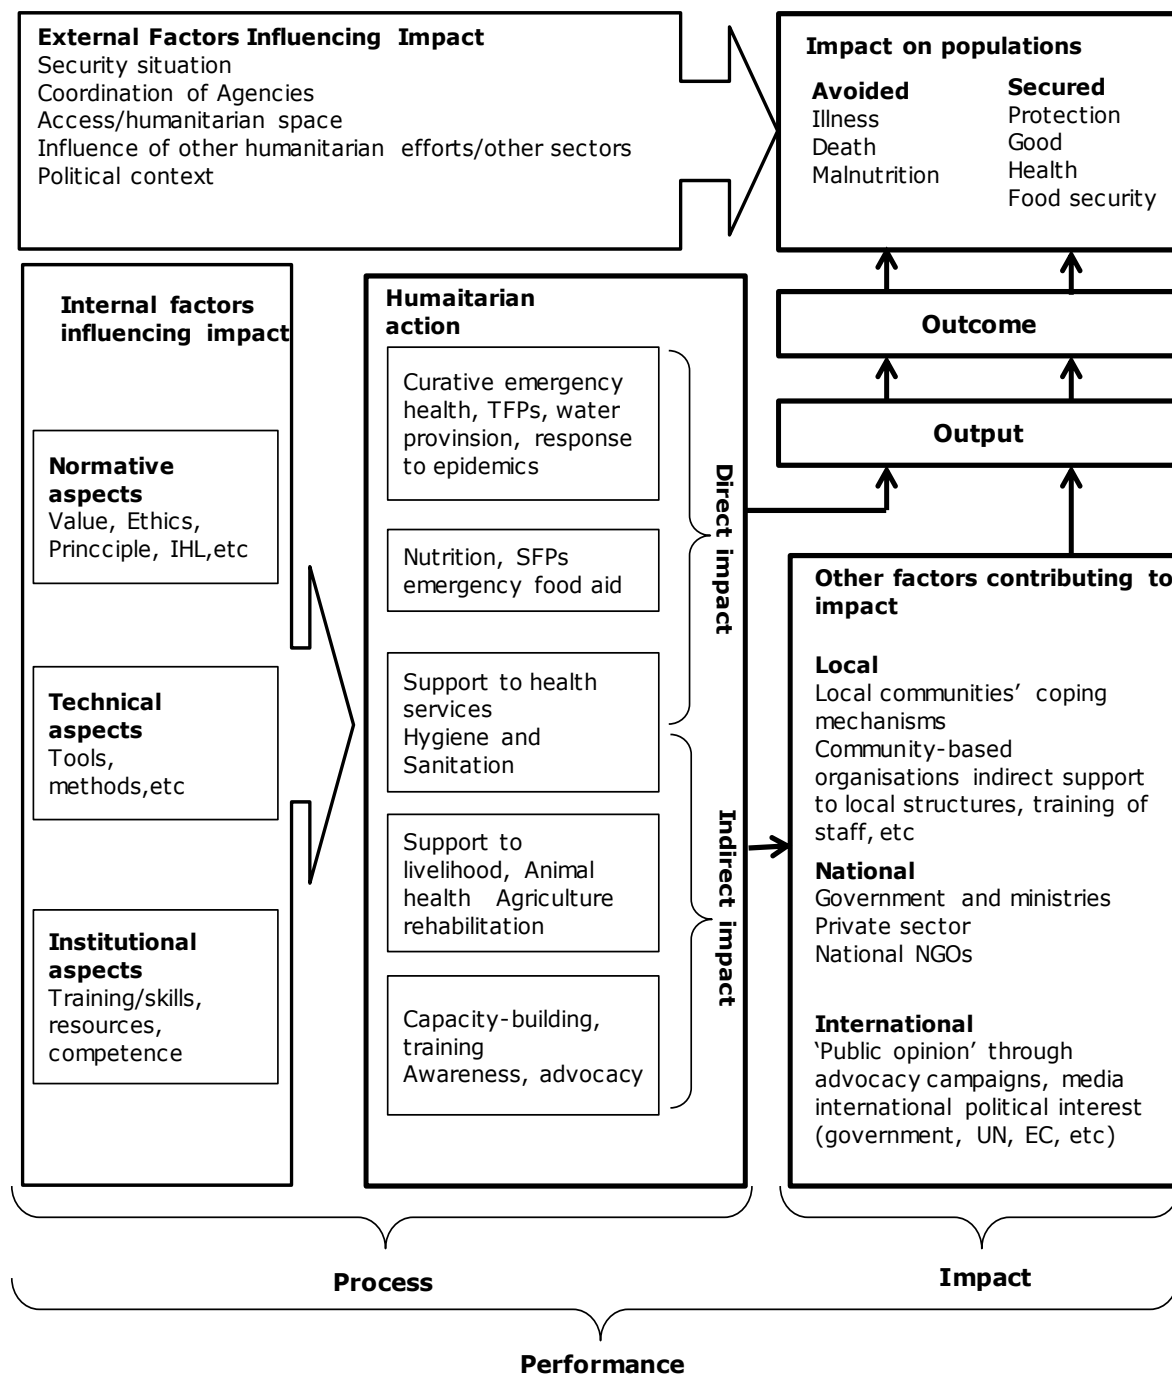 External Factors Influencing Impact
Security situation
Coordination of Agencies
Access/humanitarian space
Influence of other humanitarian efforts/other sectors
Political context
Impact on populations
Avoided
Illness
Death
Malnutrition
Secured
Protection
Good
Health
Food security
Outcome
Output
Internal factors
influencing impact
Normative
aspects
Value, Ethics,
Princciple, IHL,etc
Technical
aspects
Tools,
methods,etc
Institutional
aspects
Training/skills,
resources,
competence
Humaitarian
action
Curative emergency
health, TFPs, water
provinsion, response
to epidemics
Nutrition, SFPs
emergency food aid
Support to health
services
Hygiene and
Sanitation
Support to
livelihood, Animal
health Agriculture
rehabilitation
Capacity-building,
training
Awareness, advocacy
Direct impact
Indirect impact
Other factors contributing to
impact
Local
Local communities’ coping
mechanisms
Community-based
organisations indirect support
to local structures, training of
staff, etc
National
Government and ministries
Private sector
National NGOs
International
‘Public opinion’ through
advocacy campaigns, media
international political interest
(government, UN, EC, etc)
Process
Impact
Performance